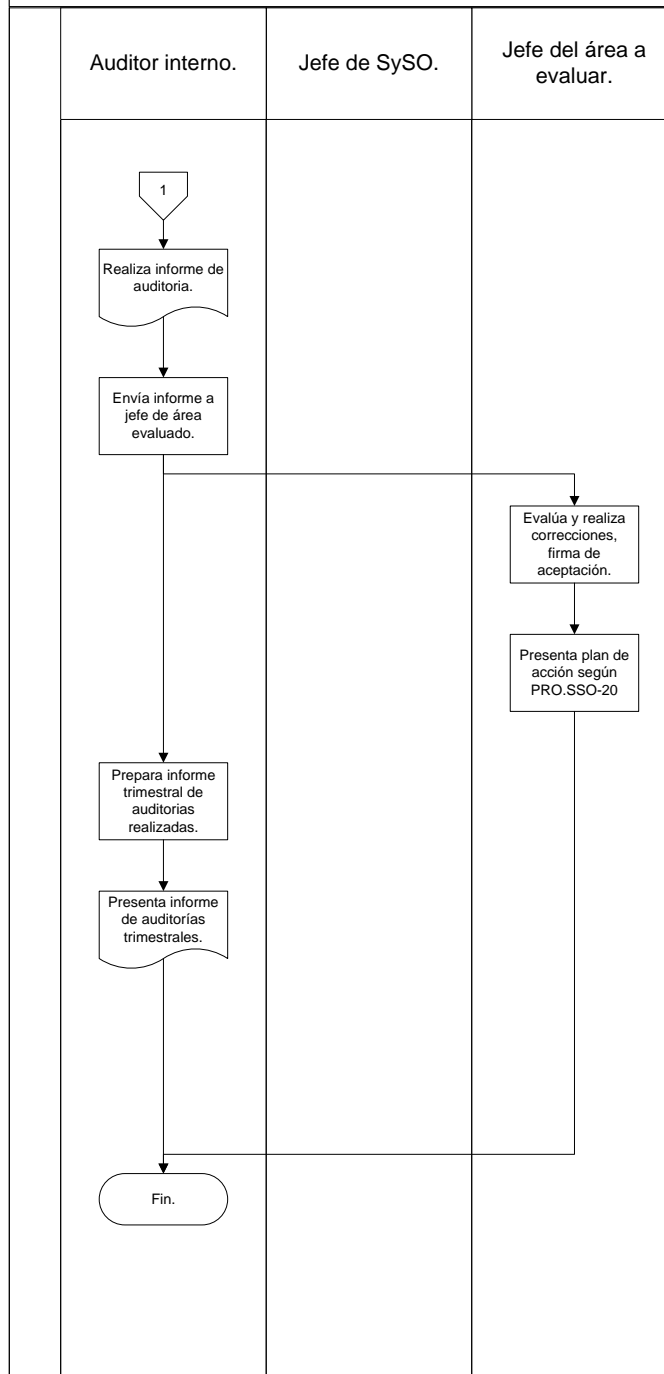 Auditor interno.
Jefe de SySO.
Jefe del área a
evaluar.
1
Realiza informe de
auditoria.
Envía informe a
jefe de área
evaluado.
Evalúa y realiza
correcciones,
firma de
aceptación.
Presenta plan de
acción según
PRO.SSO-20
Prepara informe
trimestral de
auditorias
realizadas.
Presenta informe
de auditorías
trimestrales.
Fin.